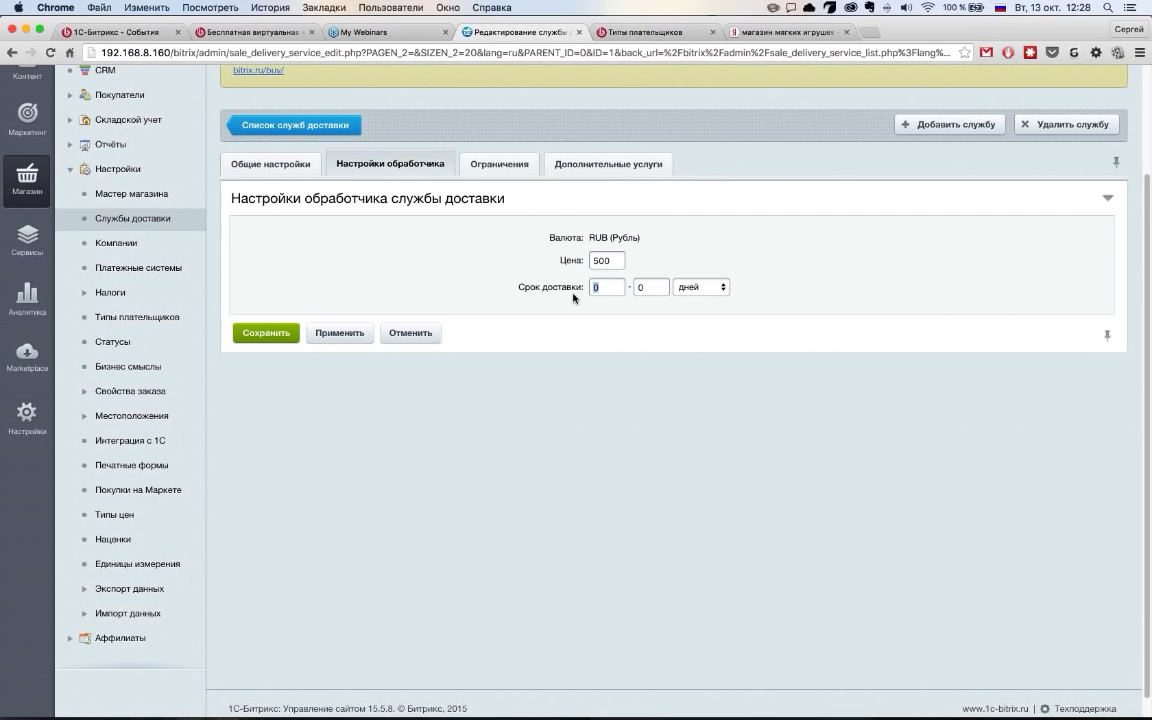 Chrome Файл Изменить Посмотреть История Закладки Пользователи Окно Справка 100 % Вт, 13 окт. 12:28
1С-Битрикс - События
Бесплатная виртуальная
My Webinars
Редактирование службы
Типы плательщиков
магазин мягких игрушек
Сергей
192.168.8.160/bitrix/admin/sale_delivery_service_edit.php?PAGEN_2=&SIZEN_2=20&lang=ru&PARENT_ID=0&ID=1&back_url=%2Fbitrix%2Fadmin%2Fsale_delivery_service_list.php%3Flang%...
Контент
Маркетинг
Магазин
Сервисы
Аналитика
Marketplace
Настройки
CRM
Покупатели
Складской учет
Отчёты
Настройки
Мастер магазина
Службы доставки
Компании
Платежные системы
Налоги
Типы плательщиков
Статусы
Бизнес смыслы
Свойства заказа
Местоположения
Интеграция с 1С
Печатные формы
Покупки на Маркете
Типы цен
Наценки
Единицы измерения
Экспорт данных
Импорт данных
Аффилиаты
bitrix.ru/buy/
Список служб доставки
Добавить службу
Удалить службу
Общие настройки
Настройки обработчика
Ограничения
Дополнительные услуги
Настройки обработчика службы доставки
Валюта: RUB (Рубль)
Цена: 500
Срок доставки: 0 - 0 дней
Сохранить
Применить
Отменить
1С-Битрикс: Управление сайтом 15.5.8. © Битрикс, 2015
www.1c-bitrix.ru | Техподдержка